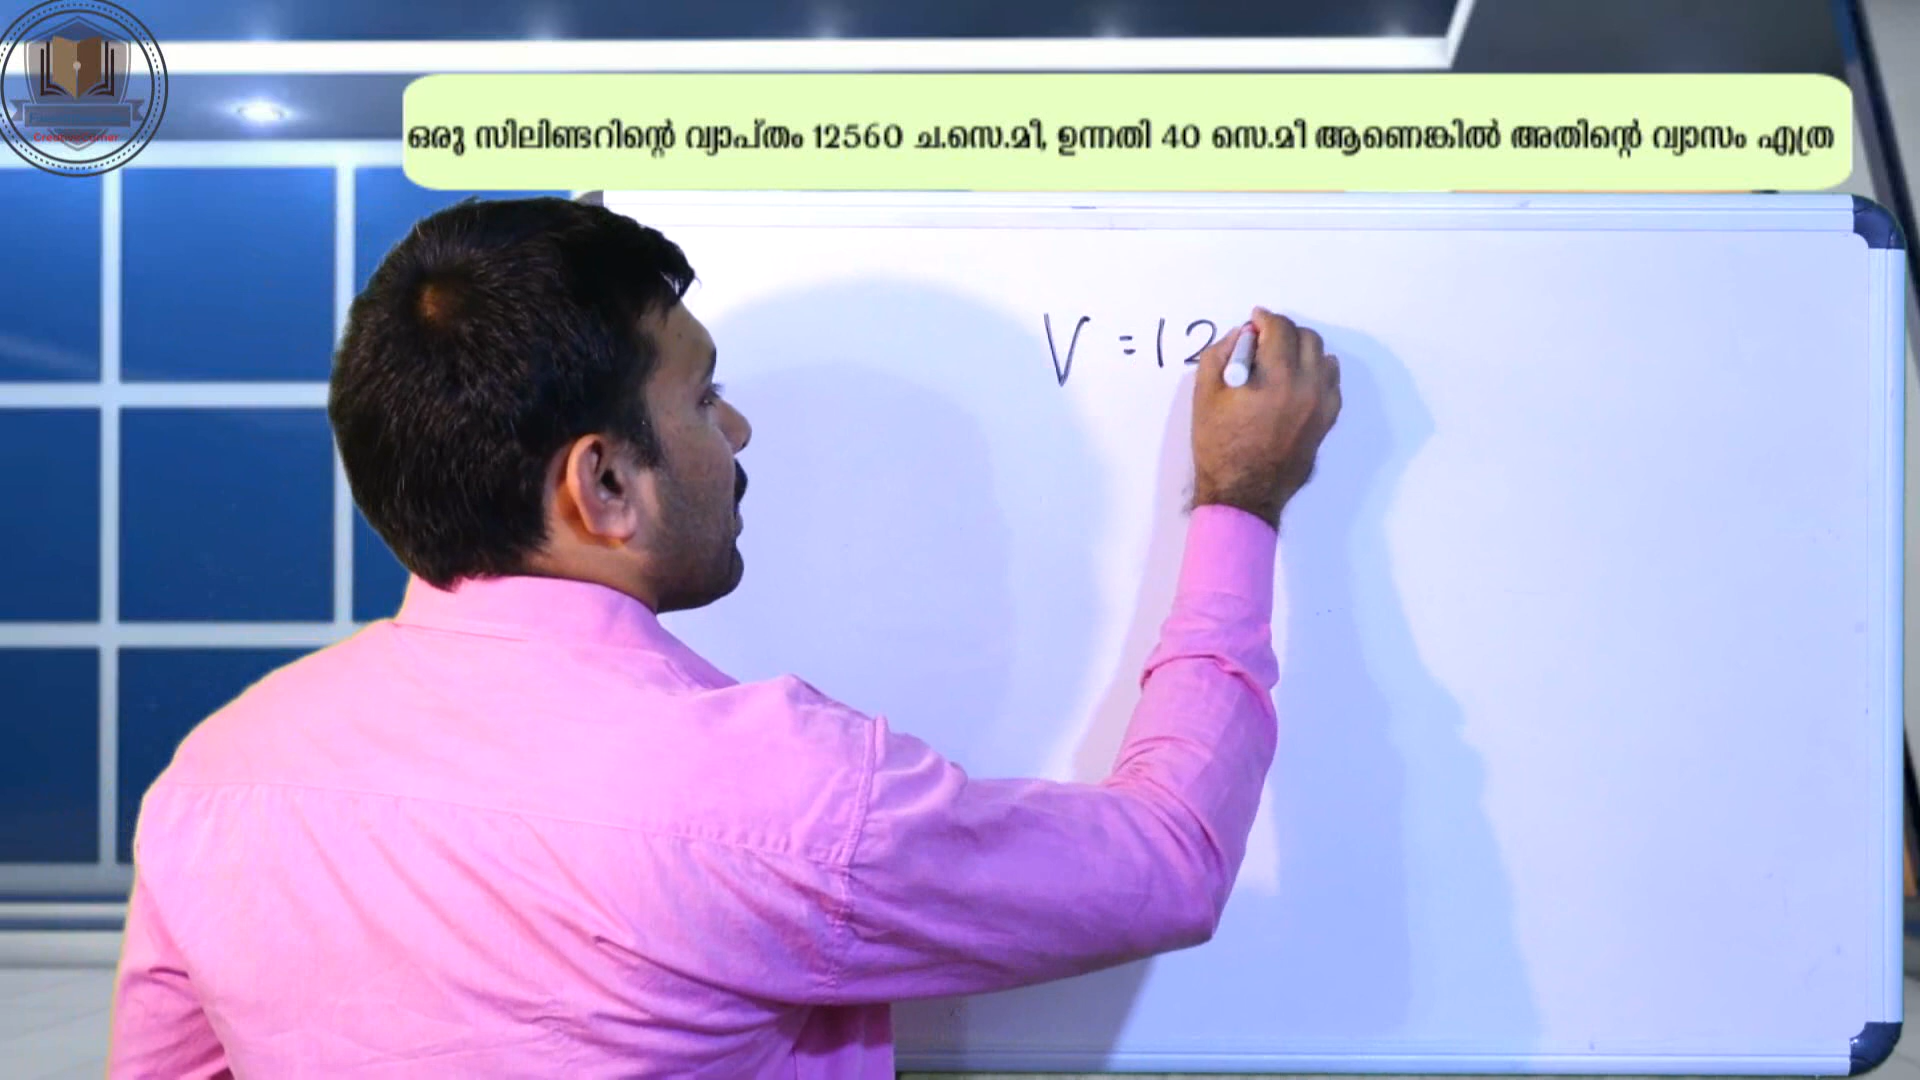 ഒരു സിലിണ്ടറിന്റെ വ്യാപ്തം 12560 ച.സെ.മീ, ഉന്നതി 40 സെ.മീ ആണെങ്കിൽ അതിന്റെ വ്യാസം എത്ര
V = 12